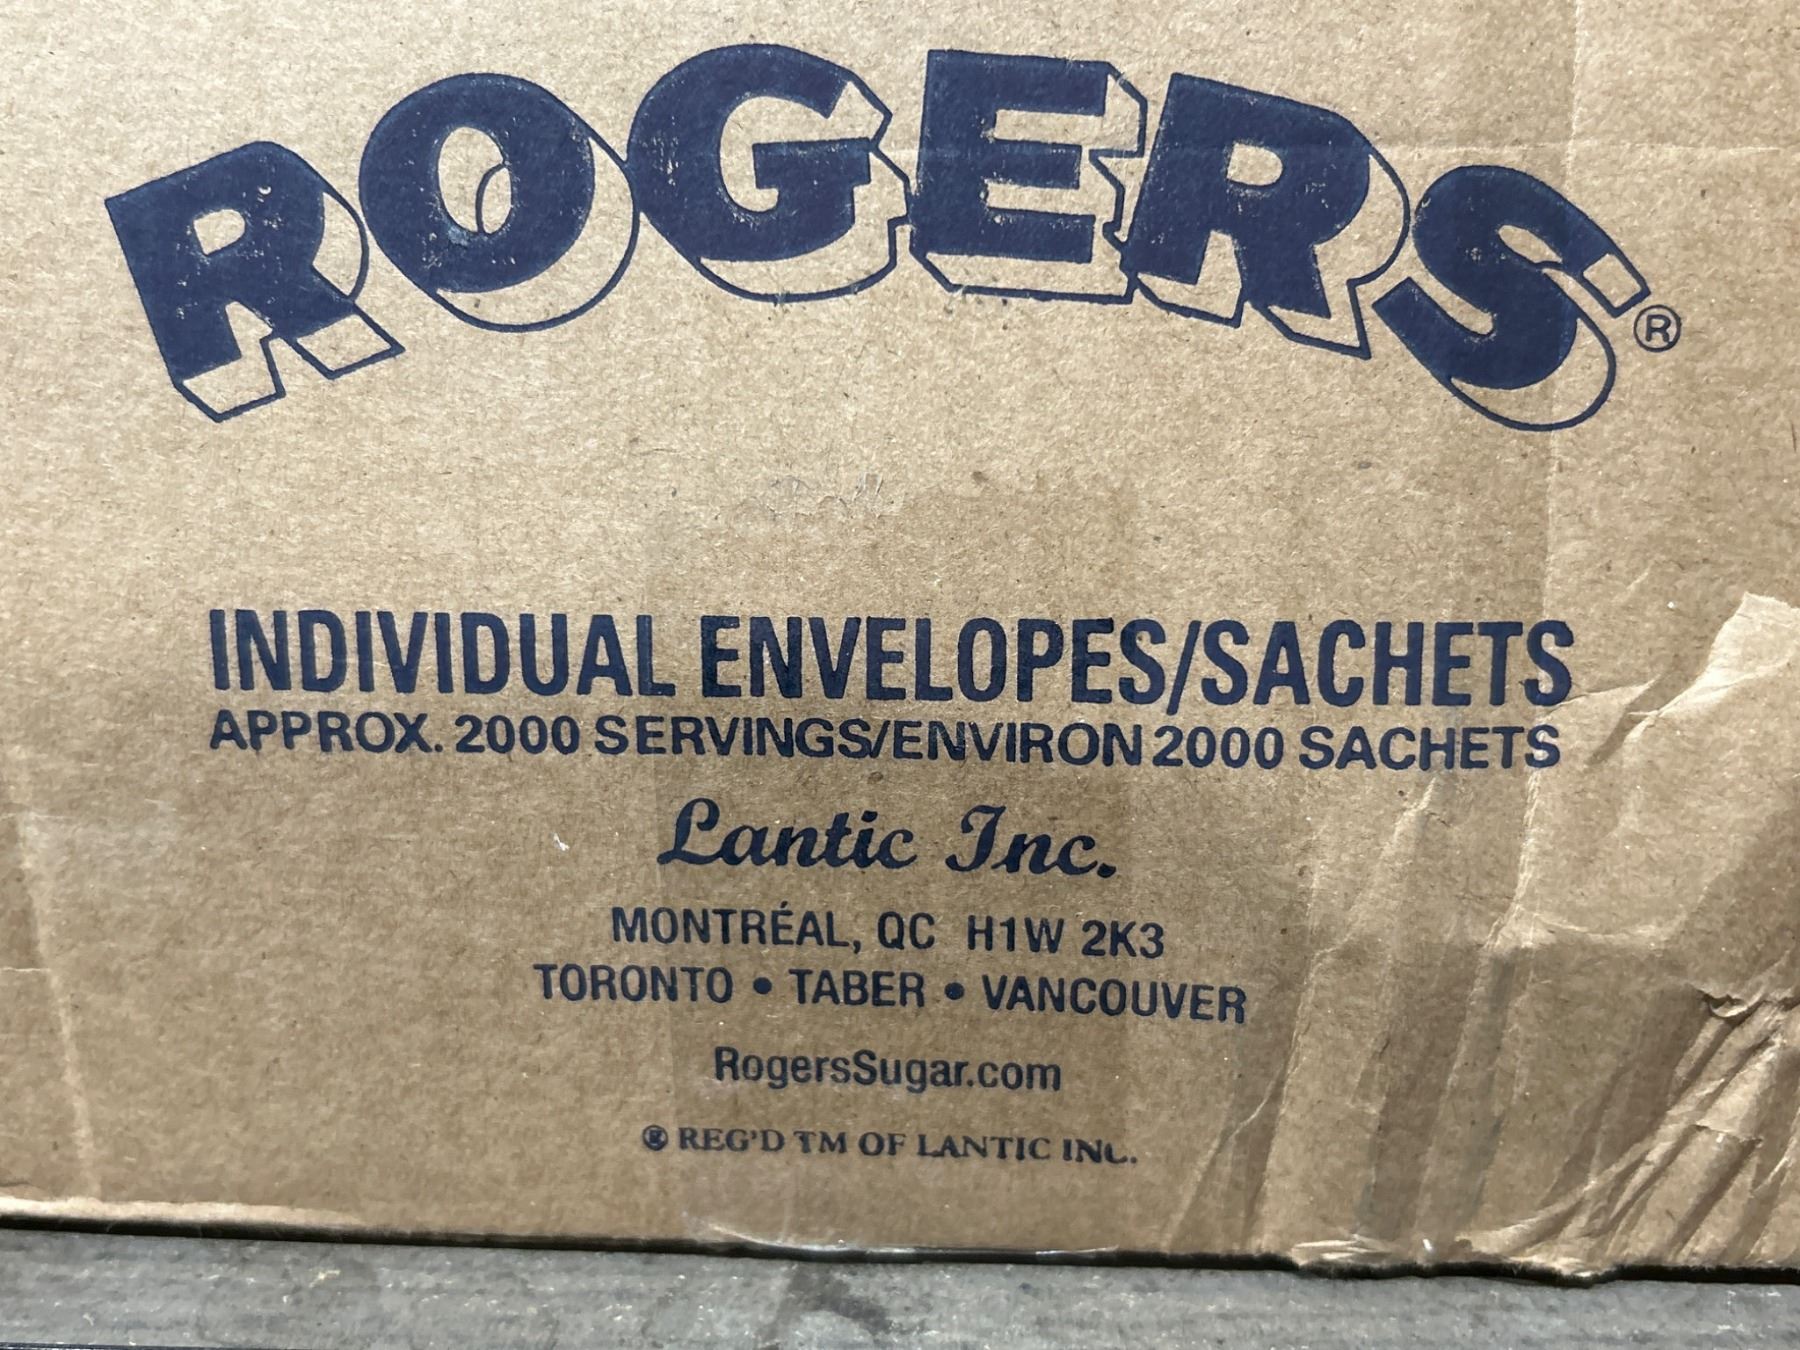 ROGERS®
INDIVIDUAL ENVELOPES/SACHETS
APPROX. 2000 SERVINGS/ENVIRON 2000 SACHETS
Lantic Inc.
MONTRÉAL, QC H1W 2K3
TORONTO • TABER • VANCOUVER
RogersSugar.com
® REG'D TM OF LANTIC INC.